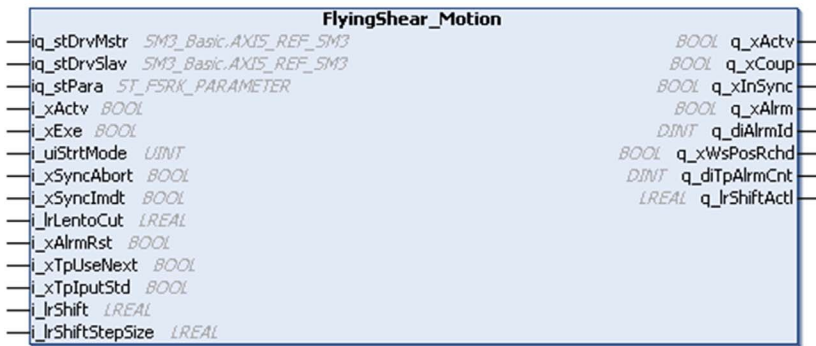 FlyingShear_Motion
iq_stDrvMstr SM3_Basic.AXIS_REF_SM3 BOOL q_xActv
iq_stDrvSlav SM3_Basic.AXIS_REF_SM3 BOOL q_xCoup
iq_stPara ST_FSRK_PARAMETER BOOL q_xInSync
i_xActv BOOL BOOL q_xAlrm
i_xExe BOOL DINT q_diAlrmId
i_uiStrtMode UINT BOOL q_xWsPosRchd
i_xSyncAbort BOOL DINT q_diTpAlrmCnt
i_xSyncImdt BOOL LREAL q_lrShiftActl
i_lrLentoCut LREAL
i_xAlrmRst BOOL
i_xTpUseNext BOOL
i_xTpIputStd BOOL
i_lrShift LREAL
i_lrShiftStepSize LREAL